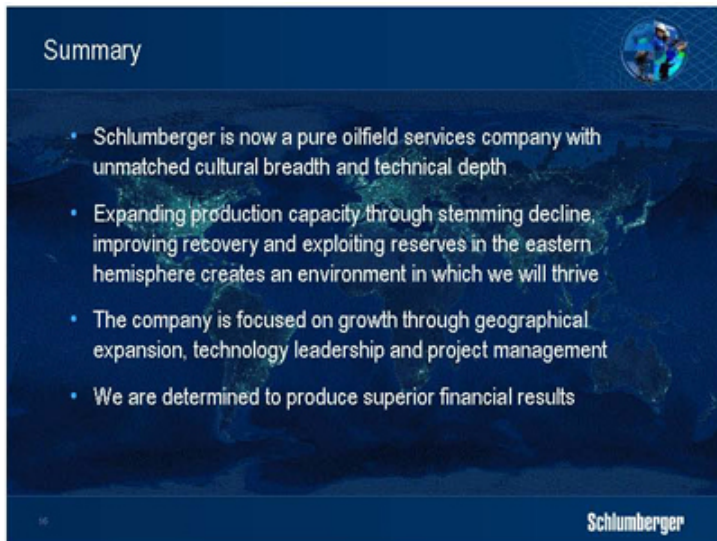 Summary
• Schlumberger is now a pure oilfield services company with
unmatched cultural breadth and technical depth
• Expanding production capacity through stemming decline,
improving recovery and exploiting reserves in the eastern
hemisphere creates an environment in which we will thrive
• The company is focused on growth through geographical
expansion, technology leadership and project management
• We are determined to produce superior financial results
Schlumberger